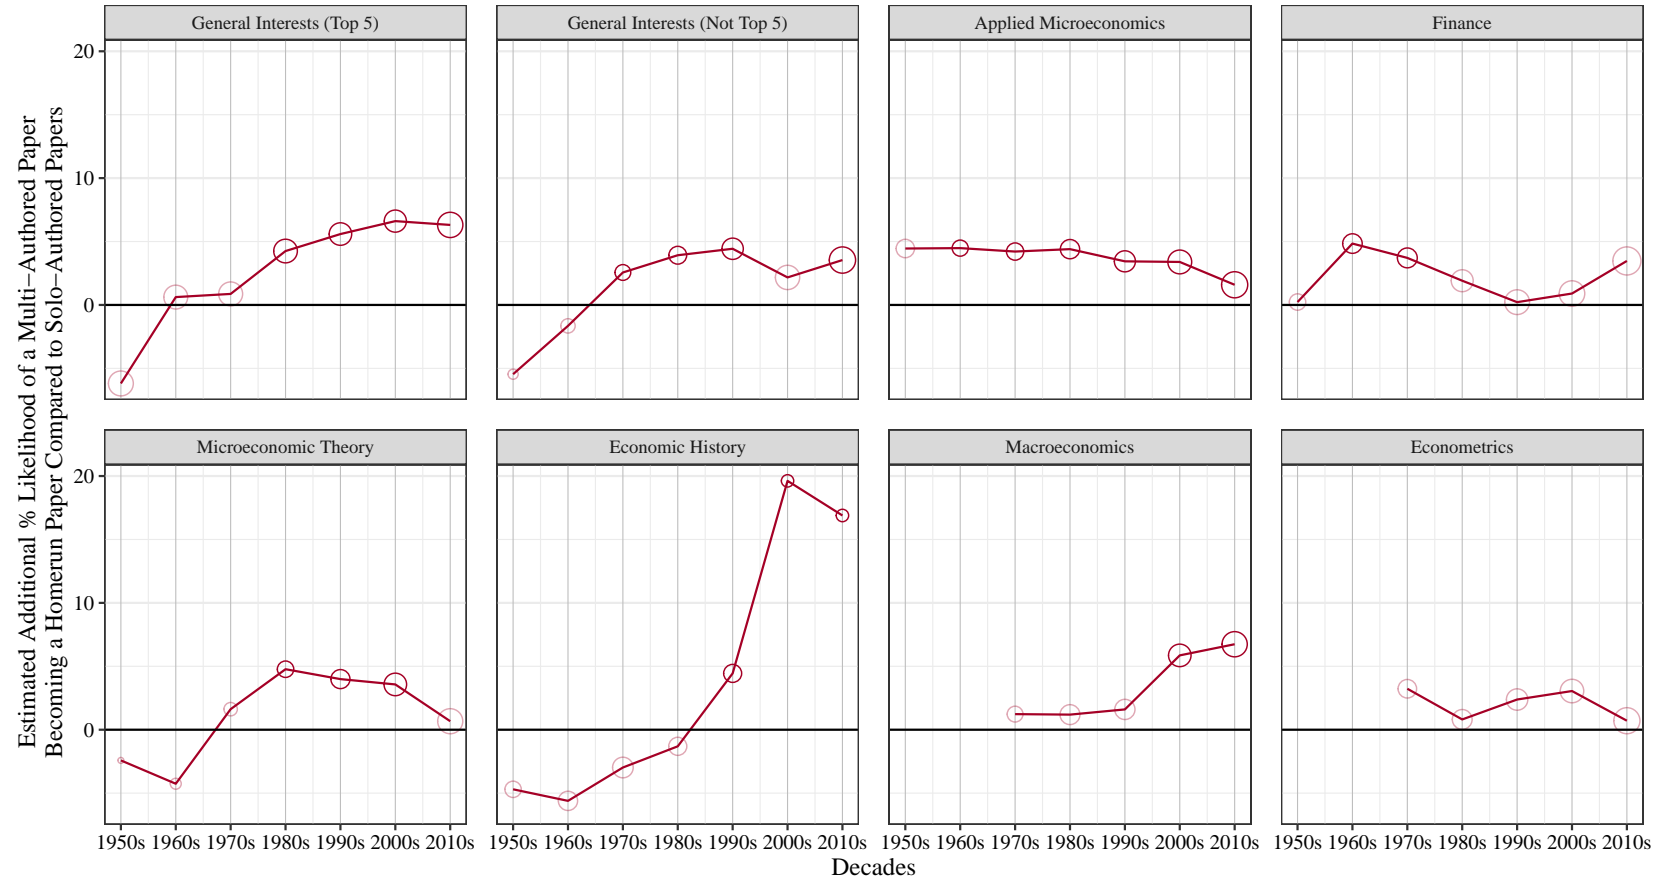 General Interests (Top 5)
General Interests (Not Top 5)
Applied Microeconomics
Finance
20
10
0
Microeconomic Theory
Economic History
Macroeconomics
Econometrics
20
10
0
1950s 1960s 1970s 1980s 1990s 2000s 2010s
1950s 1960s 1970s 1980s 1990s 2000s 2010s
1950s 1960s 1970s 1980s 1990s 2000s 2010s
1950s 1960s 1970s 1980s 1990s 2000s 2010s
Decades
Estimated Additional % Likelihood of a Multi−Authored Paper
Becoming a Homerun Paper Compared to Solo−Authored Papers